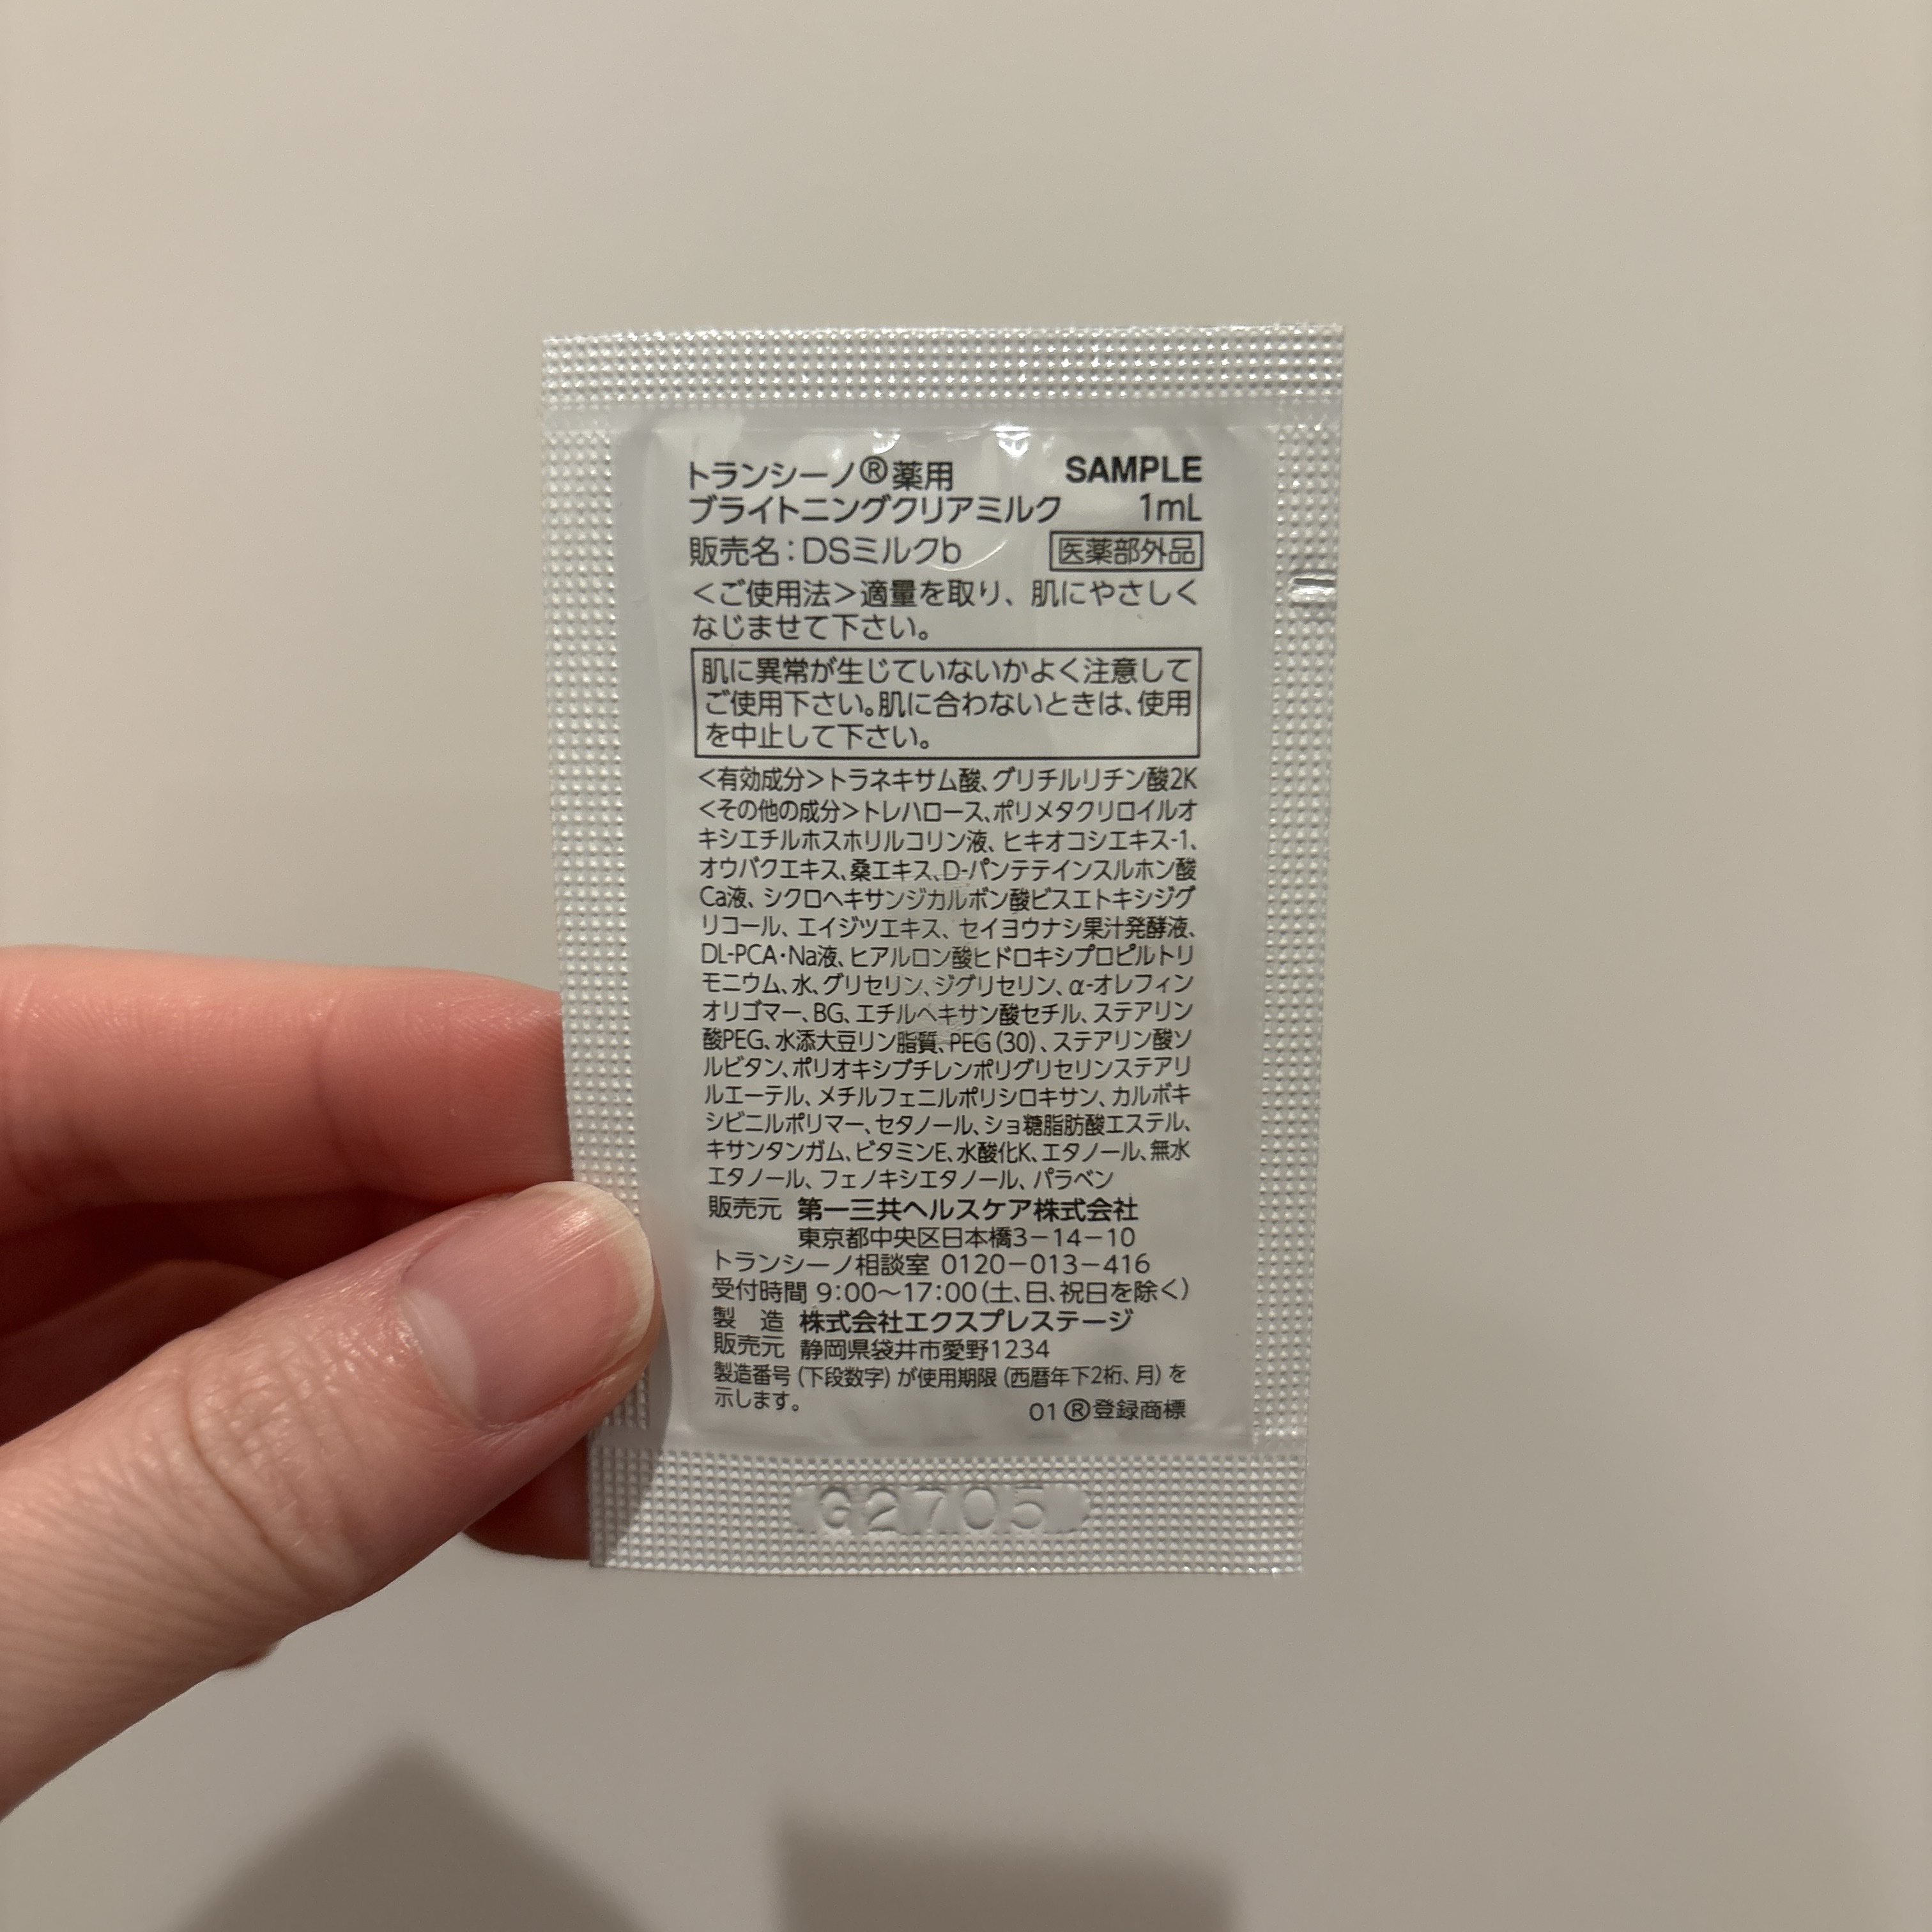 トランシーノ®薬用 SAMPLE
ブライトニングクリアミルク 1mL
販売名：DSミルクb 医薬部外品
＜ご使用法＞適量を取り、肌にやさしく
なじませて下さい。
肌に異常が生じていないかよく注意して
ご使用下さい。肌に合わないときは、使用
を中止して下さい。
＜有効成分＞トラネキサム酸、グリチルリチン酸2K
＜その他の成分＞トレハロース、ポリメタクリロイルオ
キシエチルホスホリルコリン液、ヒキオコシエキス-1、
オウバクエキス、桑エキス、D-パンテテインスルホン酸
Ca液、シクロヘキサンジカルボン酸ビスエトキシジグ
リコール、エイジツエキス、セイヨウナシ果汁発酵液、
DL-PCA・Na液、ヒアルロン酸ヒドロキシプロピルトリ
モニウム、水、グリセリン、ジグリセリン、α-オレフィン
オリゴマー、BG、エチルヘキサン酸セチル、ステアリン
酸PEG、水添大豆リン脂質、PEG（30）、ステアリン酸ソ
ルビタン、ポリオキシブチレンポリグリセリンステアリ
ルエーテル、メチルフェニルポリシロキサン、カルボキ
シビニルポリマー、セタノール、ショ糖脂肪酸エステル、
キサンタンガム、ビタミンE、水酸化K、エタノール、無水
エタノール、フェノキシエタノール、パラベン
販売元 第一三共ヘルスケア株式会社
東京都中央区日本橋3－14－10
トランシーノ相談室 0120－013－416
受付時間 9:00～17:00（土、日、祝日を除く）
製　造 株式会社エクスプレステージ
販売元 静岡県袋井市愛野1234
製造番号（下段数字）が使用期限（西暦年下2桁、月）を
示します。
01 ®登録商標
G2705